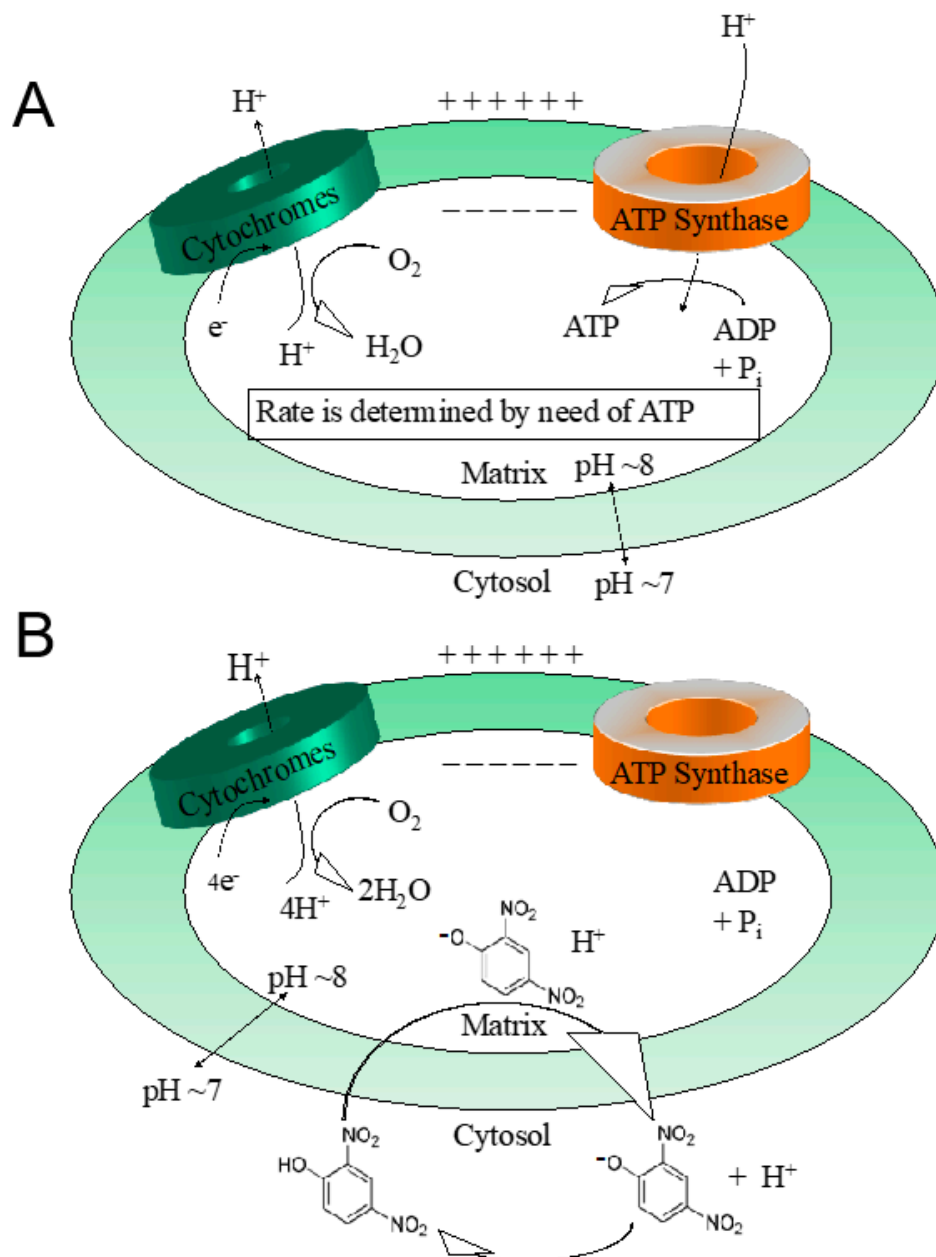 A
H⁺
H⁺
++++++
Cytochromes
------
ATP Synthase
O₂
e⁻
H⁺
H₂O
ATP
ADP
+ Pᵢ
Rate is determined by need of ATP
Matrix
pH ~8
Cytosol
pH ~7
B
H⁺
++++++
Cytochromes
------
ATP Synthase
O₂
4e⁻
4H⁺
2H₂O
ADP
+ Pᵢ
NO₂
⁻O
H⁺
NO₂
pH ~8
Matrix
pH ~7
Cytosol
NO₂
HO
NO₂
NO₂
⁻O
+ H⁺
NO₂